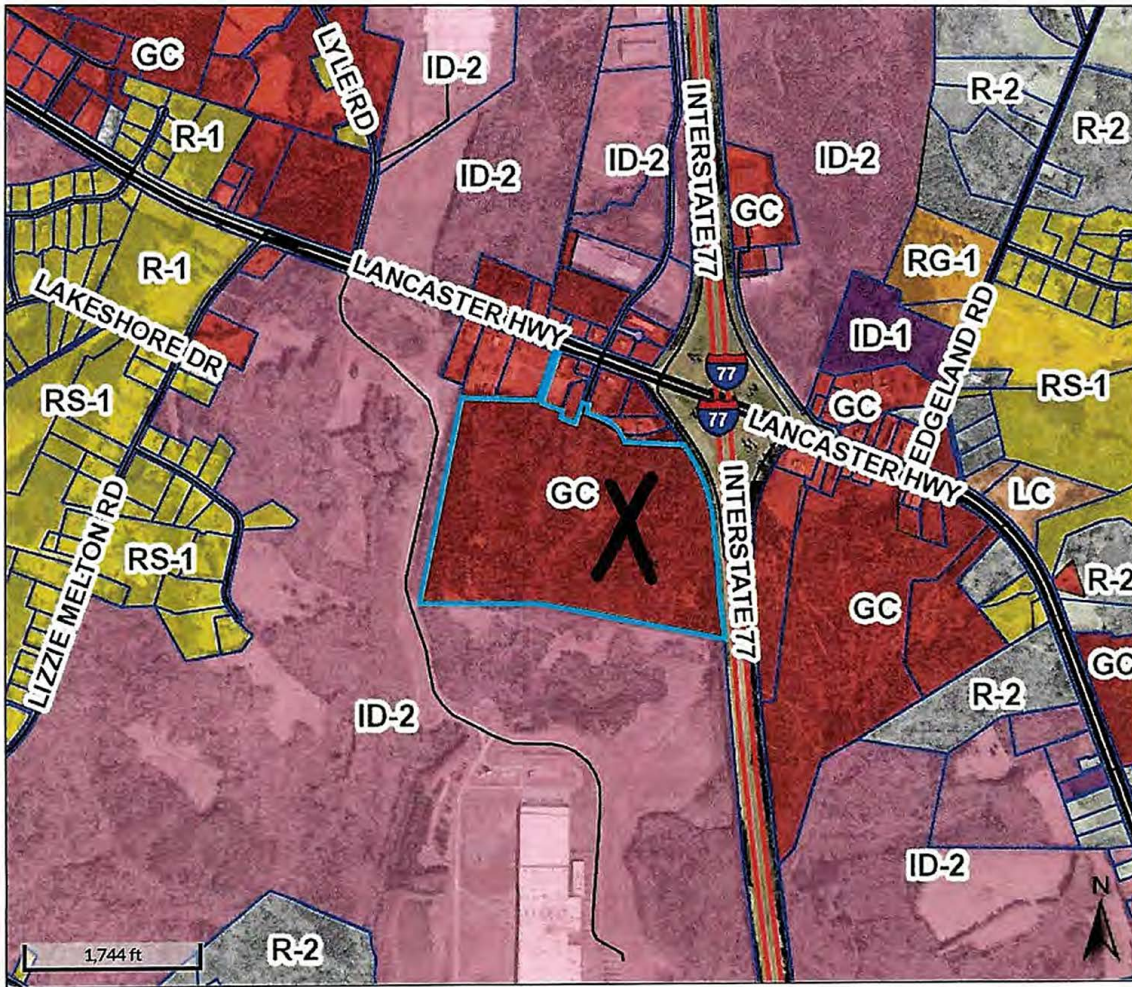 GC
LYLE RD
ID-2
R-1
ID-2
ID-2
INTERSTATE 77
ID-2
R-2
R-2
GC
R-1
LAKESHORE DR
LANCASTER HWY
RG-1
ID-1
EDGELAND RD
77
77
RS-1
RS-1
GC
LANCASTER HWY
GC
X
INTERSTATE 77
LC
LIZZIE MELTON RD
RS-1
GC
R-2
GC
R-2
ID-2
ID-2
R-2
1,744 ft
N